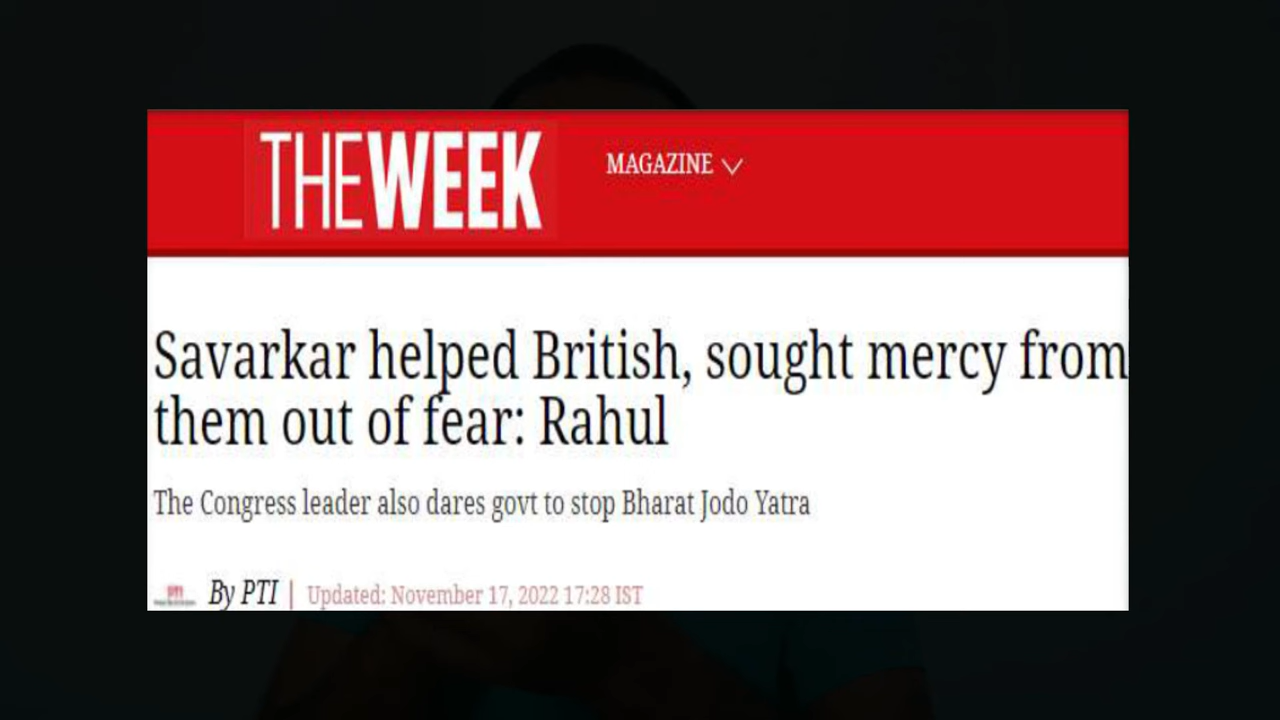 THEWEEK
MAGAZINE
Savarkar helped British, sought mercy from
them out of fear: Rahul
The Congress leader also dares govt to stop Bharat Jodo Yatra
By PTI | Updated: November 17, 2022 17:28 IST